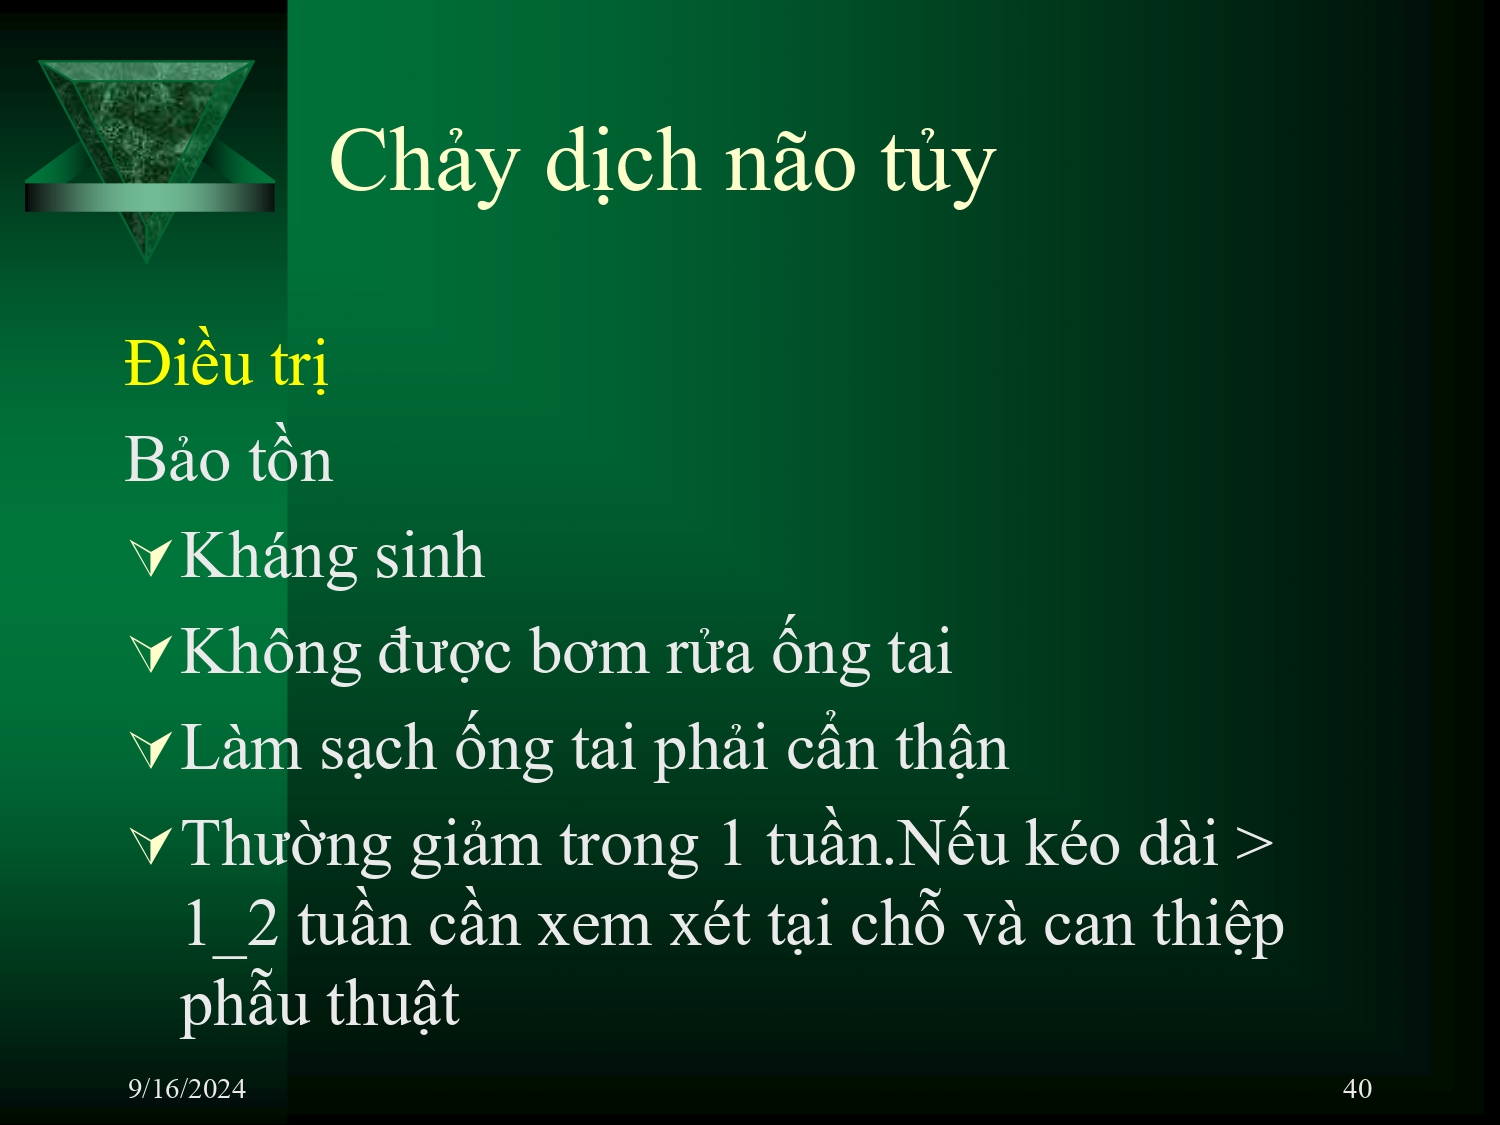 Chảy dịch não tủy
Điều trị
Bảo tồn
Kháng sinh
Không được bơm rửa ống tai
Làm sạch ống tai phải cẩn thận
Thường giảm trong 1 tuần.Nếu kéo dài >
1_2 tuần cần xem xét tại chỗ và can thiệp
phẫu thuật
9/16/2024
40